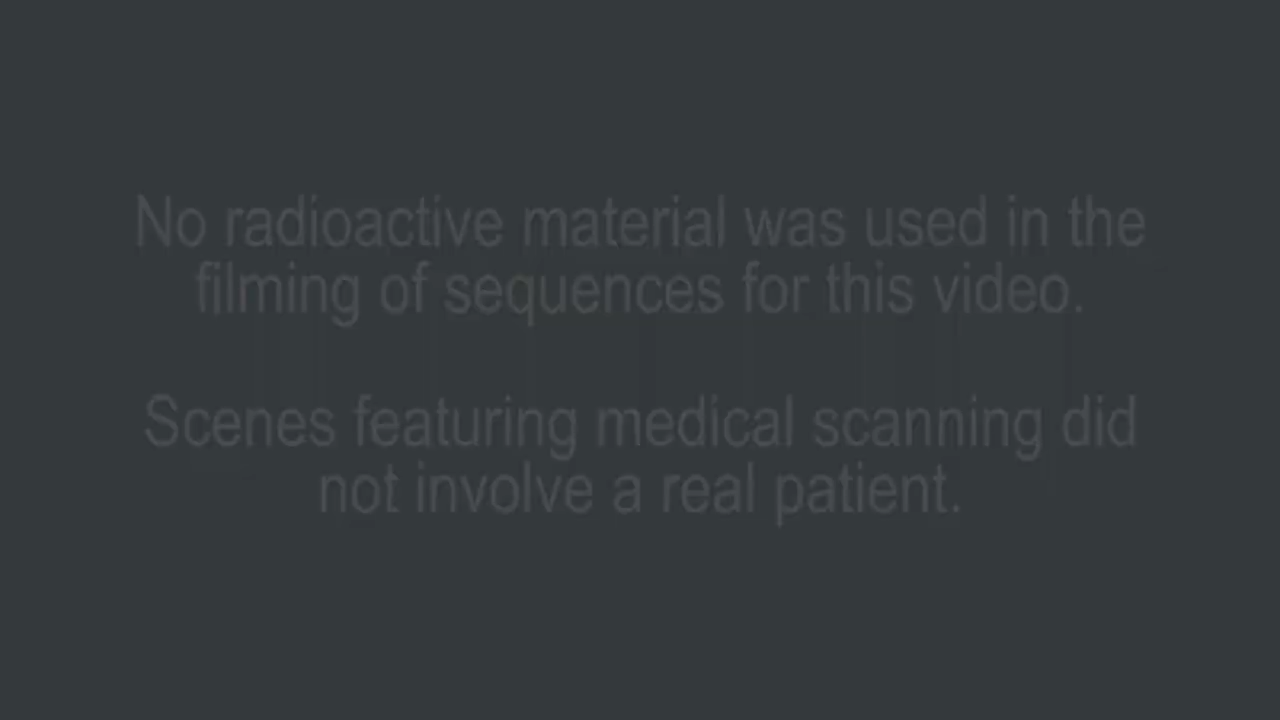 No radioactive material was used in the
filming of sequences for this video.
Scenes featuring medical scanning did
not involve a real patient.